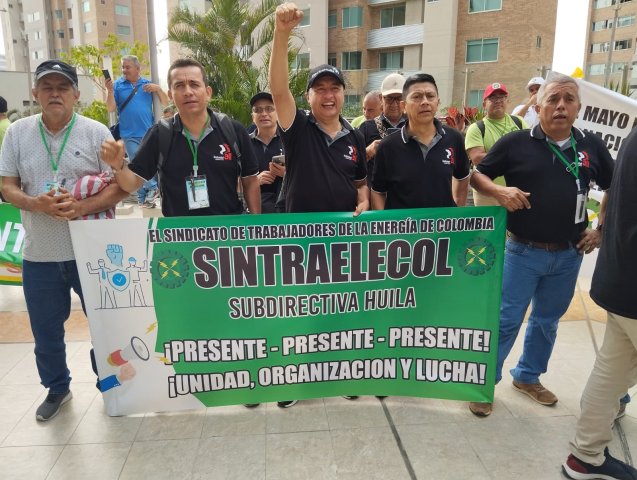 EL SINDICATO DE TRABAJADORES DE LA ENERGÍA DE COLOMBIA
SINTRAELECOL
SUBDIRECTIVA HUILA
¡PRESENTE - PRESENTE - PRESENTE!
¡UNIDAD, ORGANIZACION Y LUCHA!
MAYO